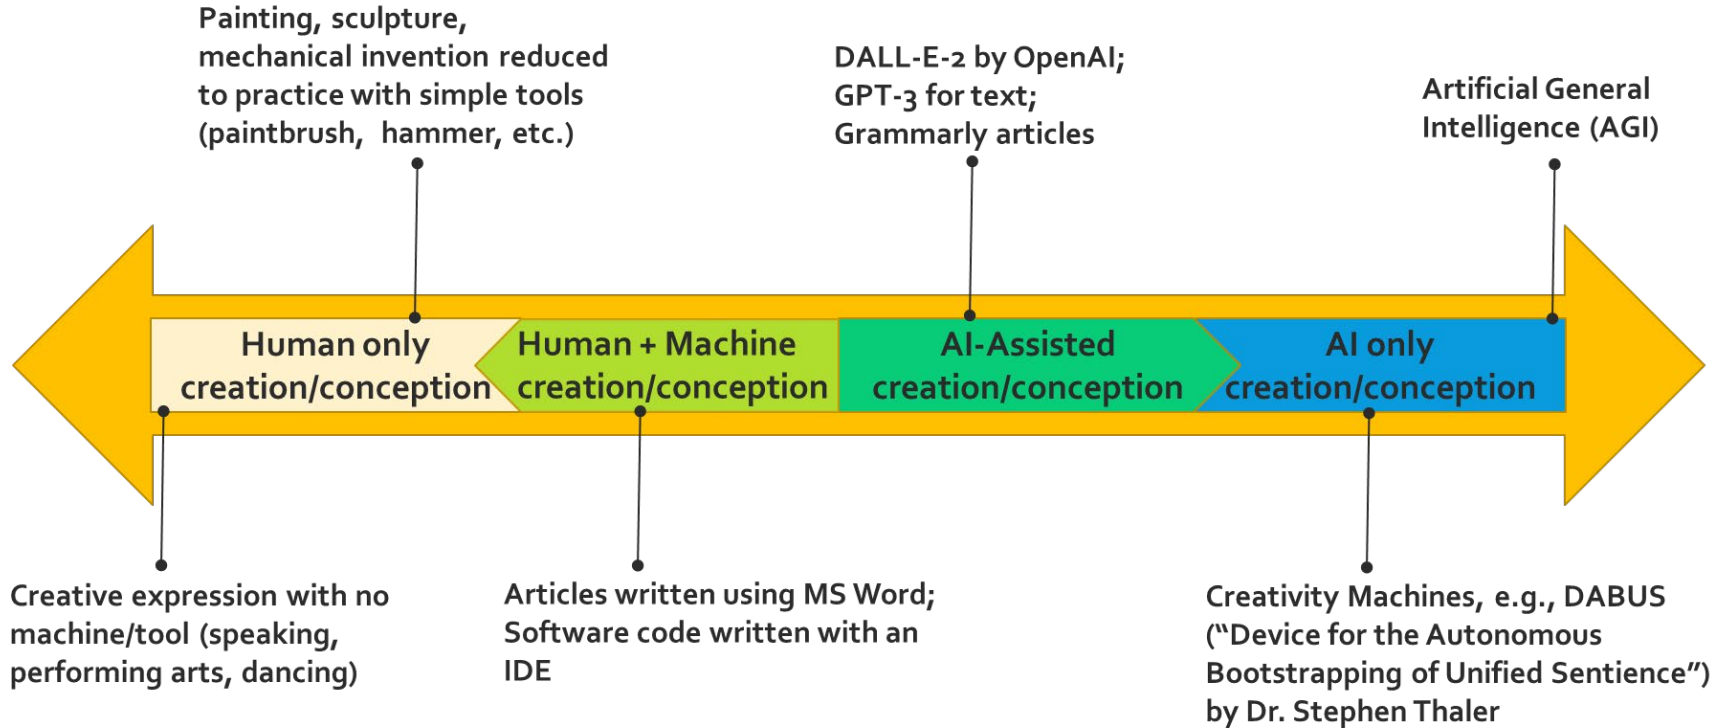 Painting, sculpture,
mechanical invention reduced
to practice with simple tools
(paintbrush, hammer, etc.)
DALL-E-2 by OpenAI;
GPT-3 for text;
Grammarly articles
Artificial General
Intelligence (AGI)
Human only
creation/conception
Human + Machine
creation/conception
AI-Assisted
creation/conception
AI only
creation/conception
Creative expression with no
machine/tool (speaking,
performing arts, dancing)
Articles written using MS Word;
Software code written with an
IDE
Creativity Machines, e.g., DABUS
(“Device for the Autonomous
Bootstrapping of Unified Sentience”)
by Dr. Stephen Thaler